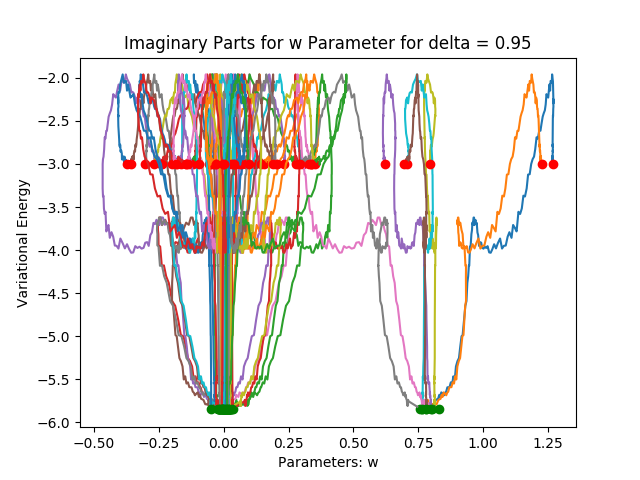 Imaginary Parts for w Parameter for delta = 0.95
−2.0
−2.5
−3.0
−3.5
−4.0
−4.5
−5.0
−5.5
−6.0
Variational Energy
−0.50 −0.25 0.00 0.25 0.50 0.75 1.00 1.25
Parameters: w